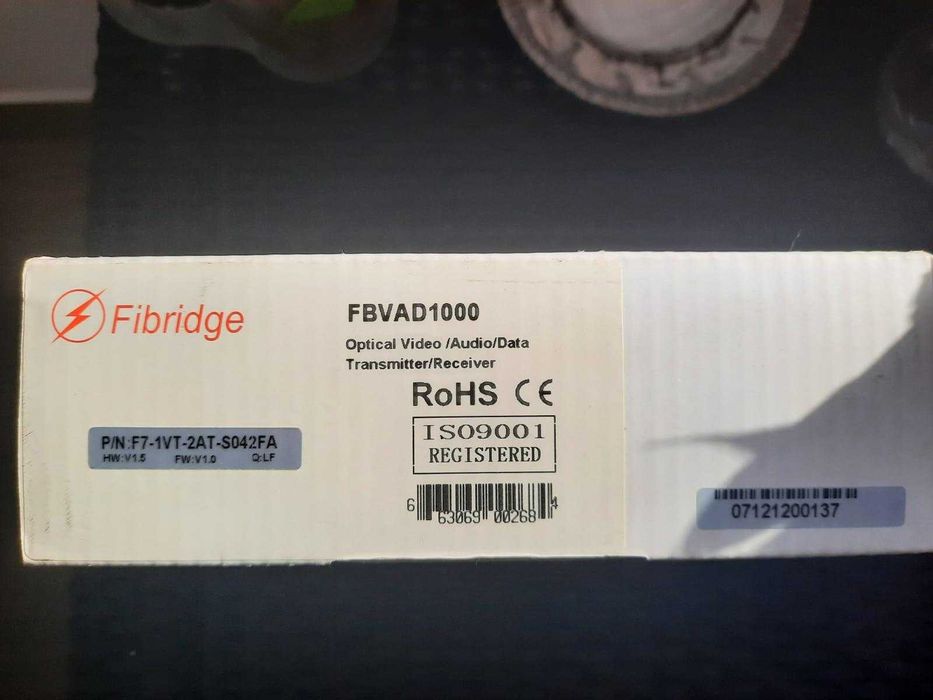 Fibridge
P/N:F7-1VT-2AT-S042FA
HW:V1.5 FW:V1.0 Q:LF
FBVAD1000
Optical Video /Audio/Data
Transmitter/Receiver
RoHS CE
ISO9001
REGISTERED
6 63069 00268 4
07121200137